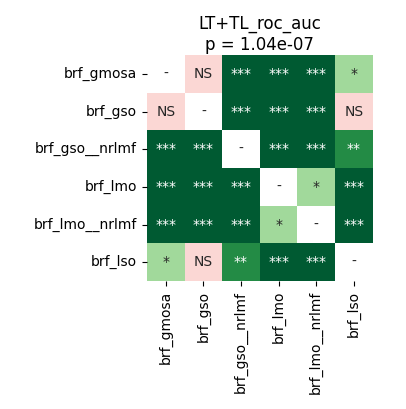 LT+TL_roc_auc
p = 1.04e-07
brf_gmosa - NS *** *** *** *
brf_gso NS - *** *** *** NS
brf_gso__nrlmf *** *** - *** *** **
brf_lmo *** *** *** - * ***
brf_lmo__nrlmf *** *** *** * - ***
brf_lso * NS ** *** *** -
brf_gmosa
brf_gso
brf_gso__nrlmf
brf_lmo
brf_lmo__nrlmf
brf_lso